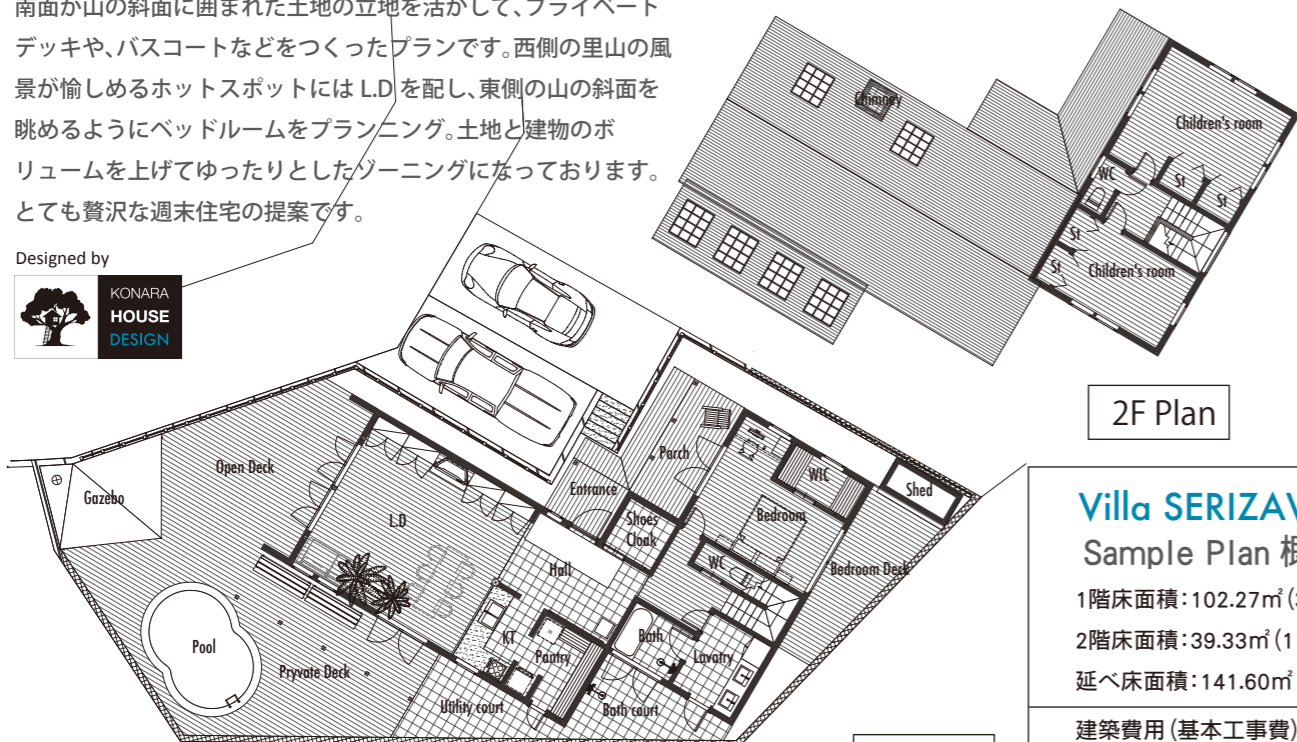 南面が山の斜面に囲まれた土地の立地を活かして、プライベート
デッキや、バスコートなどをつくったプランです。西側の里山の風
景が愉しめるホットスポットには L.D を配し、東側の山の斜面を
眺めるようにベッドルームをプランニング。土地と建物のボ
リュームを上げてゆったりとしたゾーニングになっております。
とても贅沢な週末住宅の提案です。
Designed by
KONARA
HOUSE
DESIGN
Chimney
Children's room
WC
St
St
St
St
Children's room
2F Plan
Open Deck
Gazebo
L.D
Entrance
Porch
Shoes
Cloak
WIC
Bedroom
Shed
Bedroom Deck
WC
Hall
Pool
Pryvate Deck
KT
Pantry
Bath
Lavatry
Utility court
Bath court
Villa SERIZAW
Sample Plan
1階床面積：102.27㎡
2階床面積：39.33㎡
延べ床面積：141.60㎡
建築費用（基本工事費）